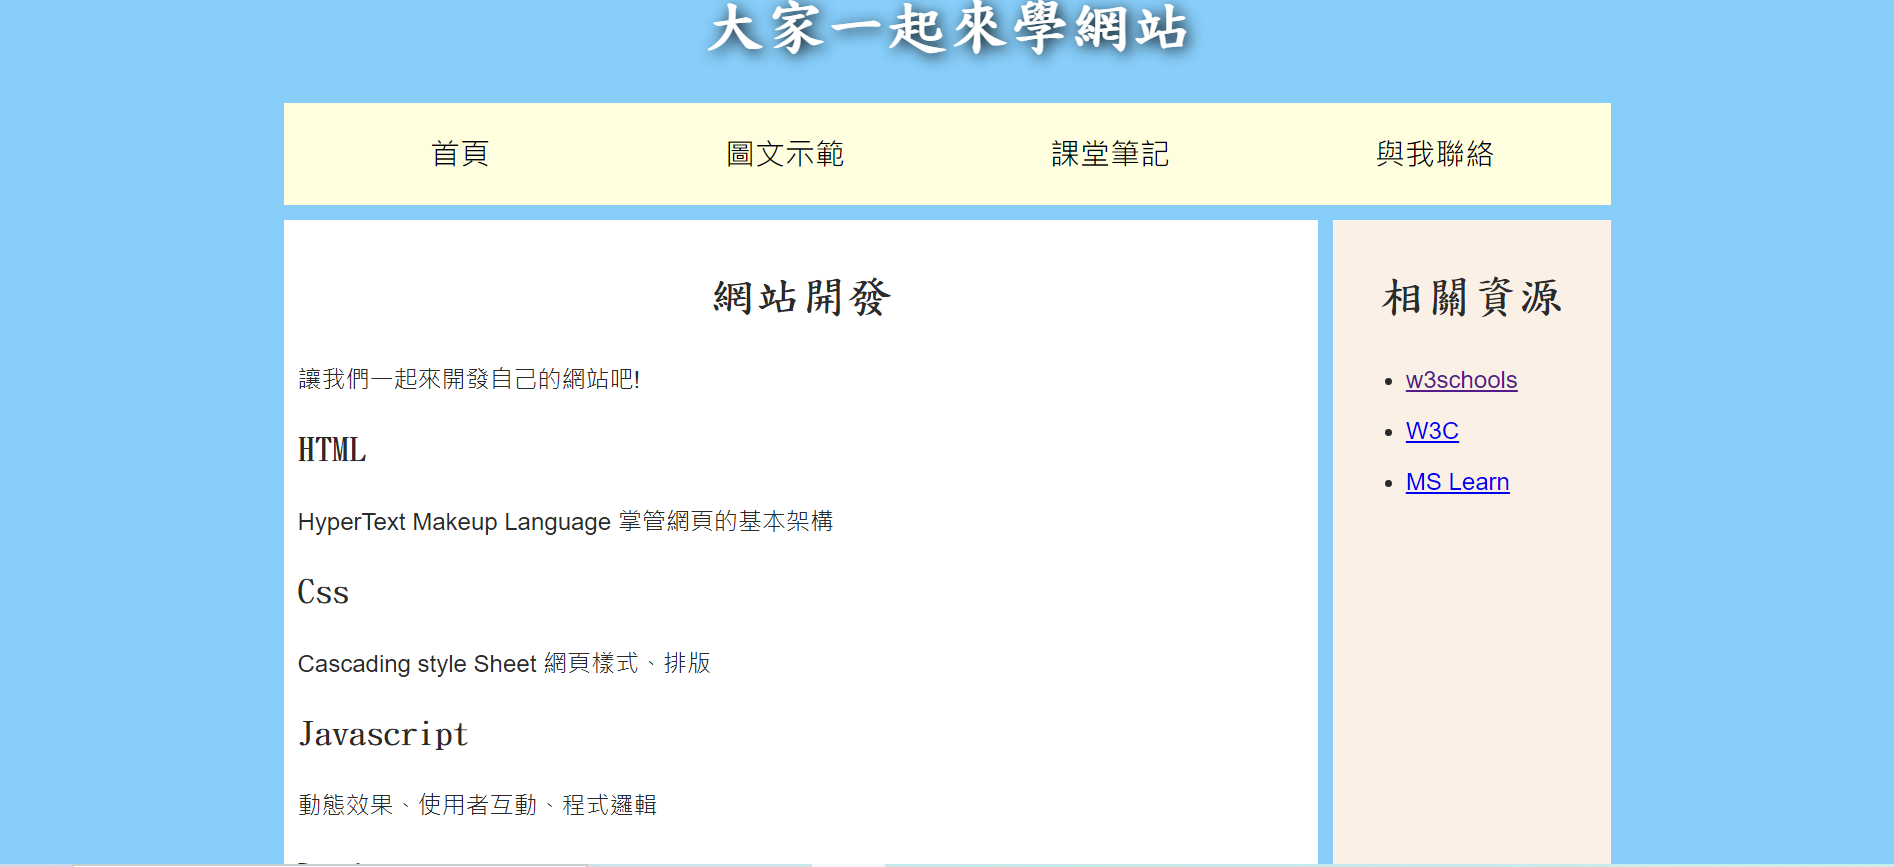 大家一起來學網站
首頁 圖文示範 課堂筆記 與我聯絡
網站開發
讓我們一起來開發自己的網站吧!
HTML
HyperText Makeup Language 掌管網頁的基本架構
Css
Cascading style Sheet 網頁樣式、排版
Javascript
動態效果、使用者互動、程式邏輯
相關資源
w3schools
W3C
MS Learn